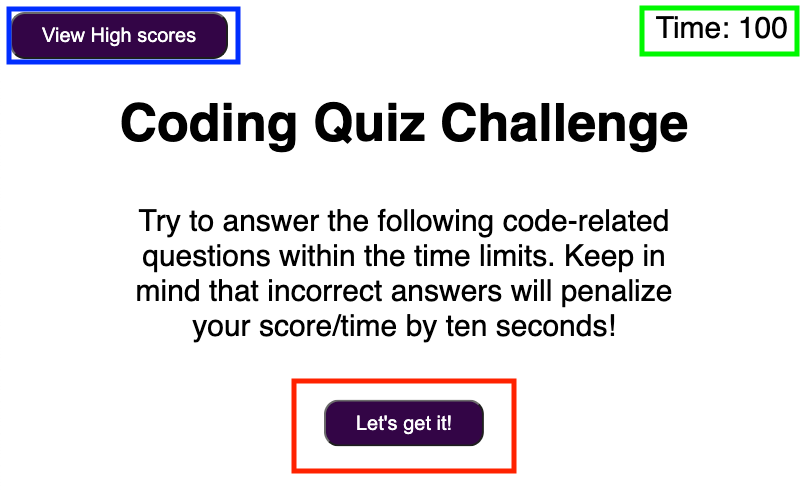 View High scores
Time: 100
Coding Quiz Challenge
Try to answer the following code-related
questions within the time limits. Keep in
mind that incorrect answers will penalize
your score/time by ten seconds!
Let's get it!